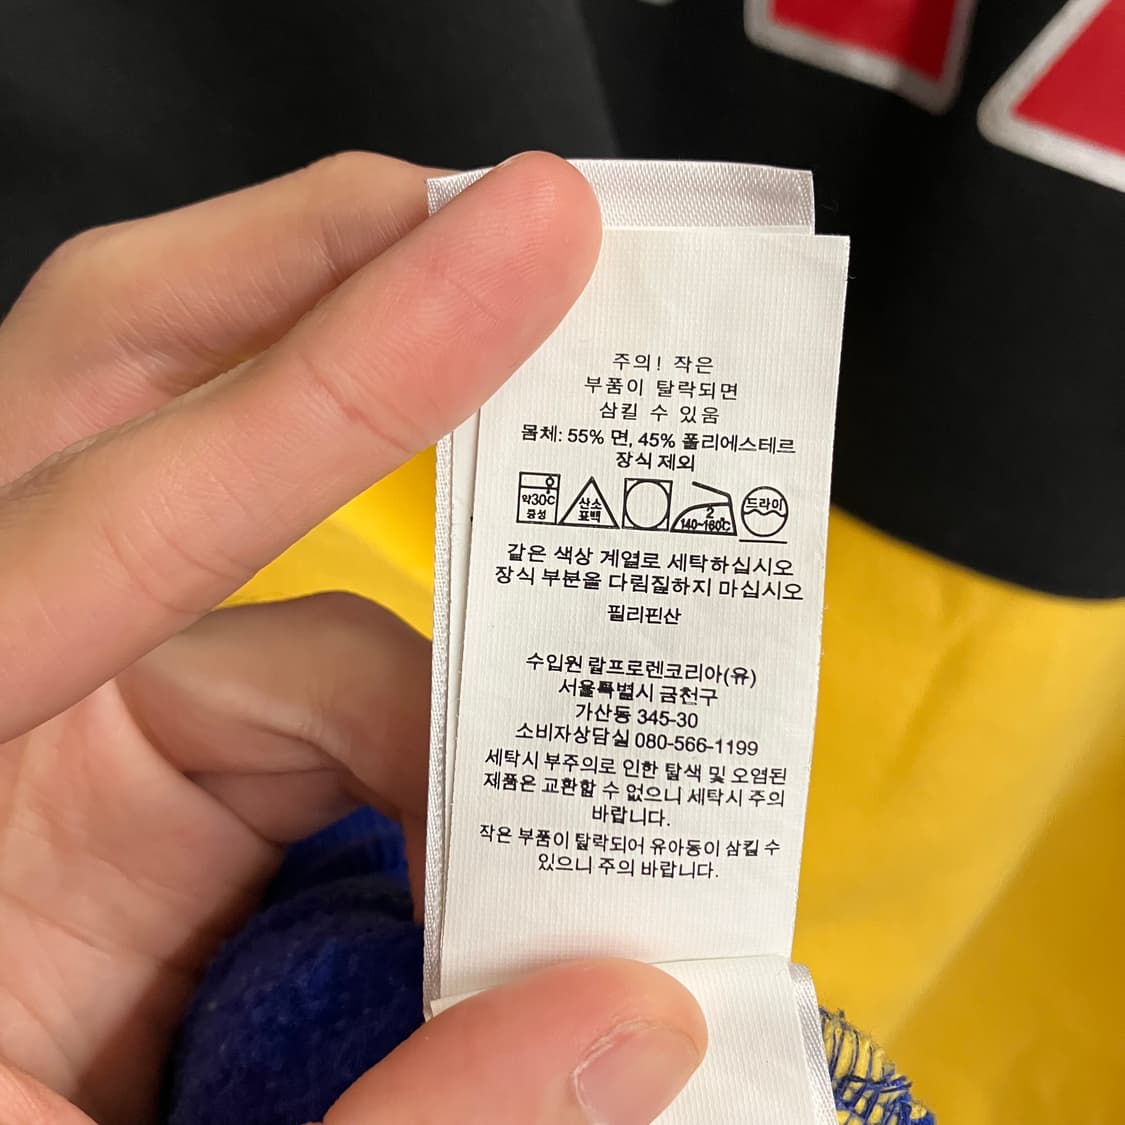 주의! 작은
부품이 탈락되면
삼킬 수 있음
몸체: 55% 면, 45% 폴리에스테르
장식 제외
약30C
중성
산소
표백
2
140~160℃
드라이
같은 색상 계열로 세탁하십시오
장식 부분을 다림질하지 마십시오
필리핀산
수입원 랄프로렌코리아(유)
서울특별시 금천구
가산동 345-30
소비자상담실 080-566-1199
세탁시 부주의로 인한 탈색 및 오염된
제품은 교환할 수 없으니 세탁시 주의
바랍니다.
작은 부품이 탈락되어 유아동이 삼킬 수
있으니 주의 바랍니다.